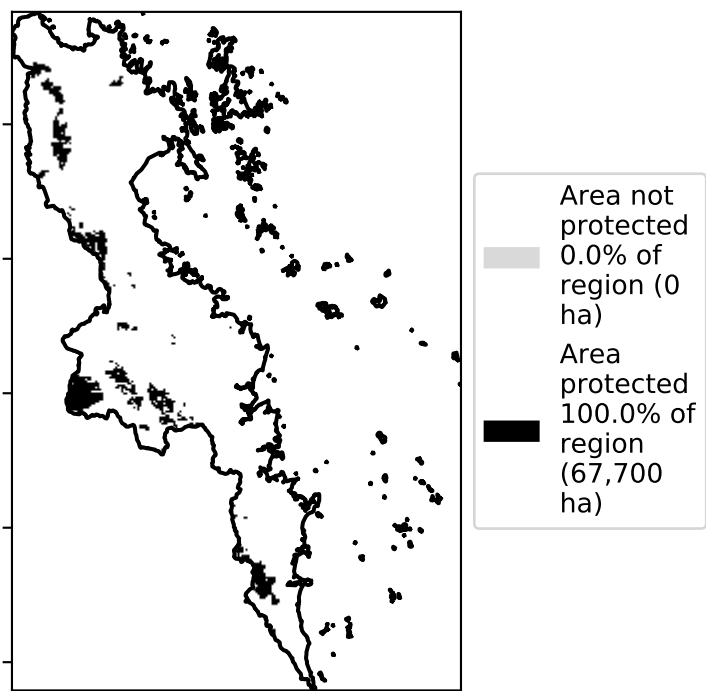 Area not
protected
0.0% of
region (0
ha)
Area
protected
100.0% of
region
(67,700
ha)